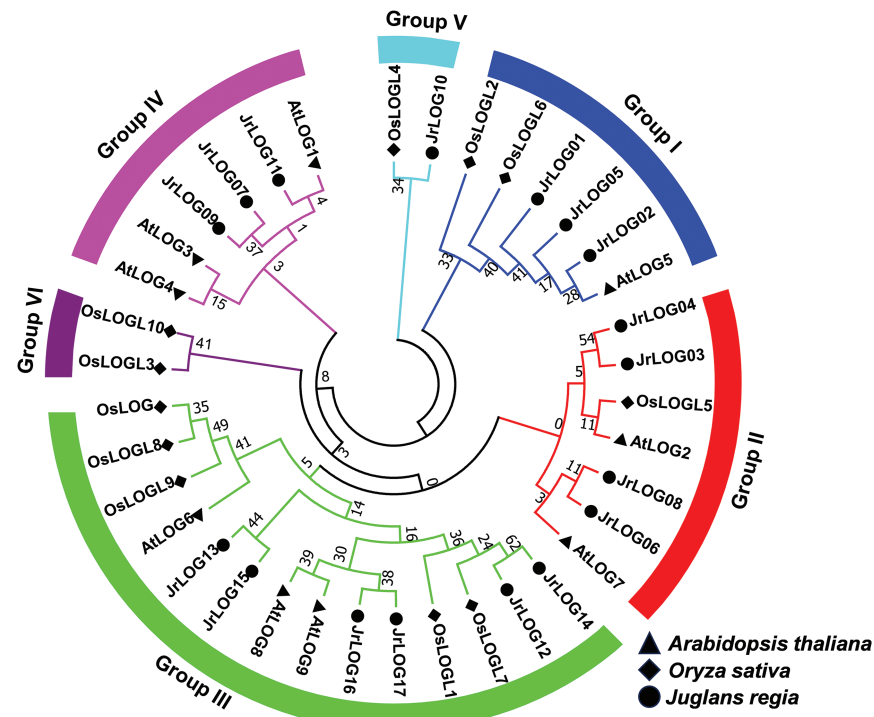 Group V
OsLOGL4
JrLOG10
34
Group I
OsLOGL2
OsLOGL6
JrLOG01
JrLOG05
JrLOG02
AtLOG5
33
40
41
17
28
Group II
JrLOG04
JrLOG03
OsLOGL5
AtLOG2
JrLOG08
JrLOG06
AtLOG7
54
5
11
0
11
3
Group III
JrLOG14
JrLOG12
OsLOGL7
OsLOGL1
JrLOG17
JrLOG16
AtLOG9
AtLOG8
JrLOG15
JrLOG13
AtLOG6
OsLOGL9
OsLOGL8
OsLOG
62
24
36
16
38
30
39
14
44
5
41
49
35
Group VI
OsLOGL3
OsLOGL10
41
Group IV
AtLOG4
AtLOG3
JrLOG09
JrLOG07
JrLOG11
AtLOG1
15
37
3
1
4
8
3
0
Arabidopsis thaliana
Oryza sativa
Juglans regia